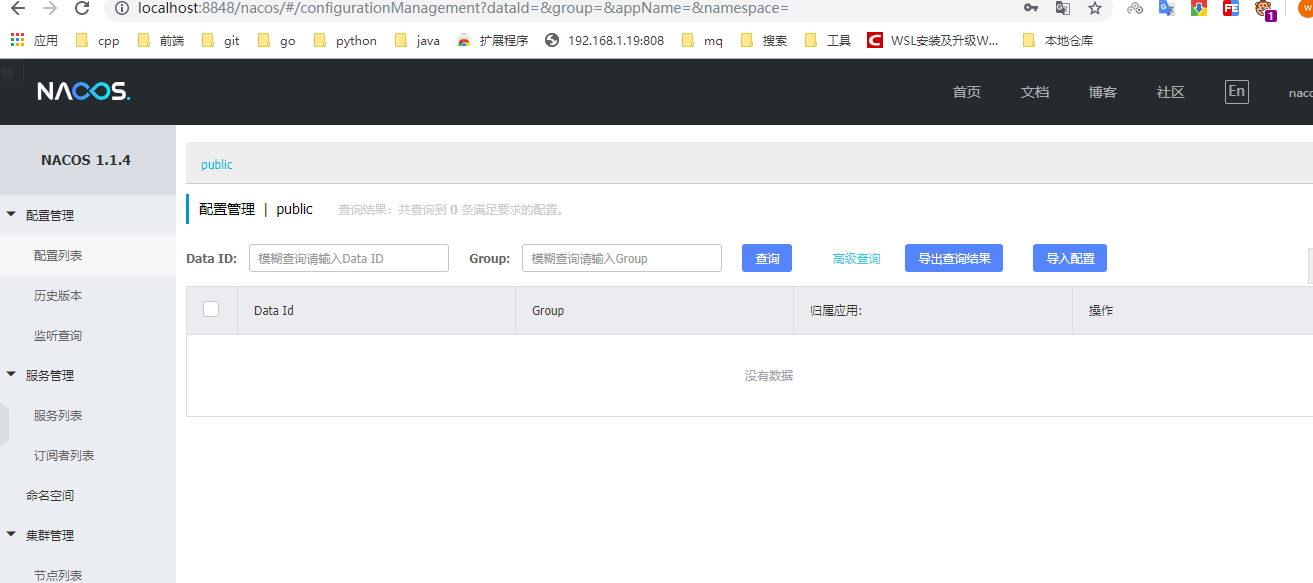 localhost:8848/nacos/#/configurationManagement?dataId=&group=&appName=&namespace=
应用 cpp 前端 git go python java 扩展程序 192.168.1.19:808 mq 搜索 工具 WSL安装及升级W... 本地仓库
NACOS.
首页 文档 博客 社区 En naco
NACOS 1.1.4
public
配置管理
配置管理 | public 查询结果：共查询到 0 条满足要求的配置。
配置列表
Data ID: 模糊查询请输入Data ID Group: 模糊查询请输入Group 查询 高级查询 导出查询结果 导入配置
历史版本
Data Id Group 归属应用: 操作
监听查询
服务管理
没有数据
服务列表
订阅者列表
命名空间
集群管理
节点列表